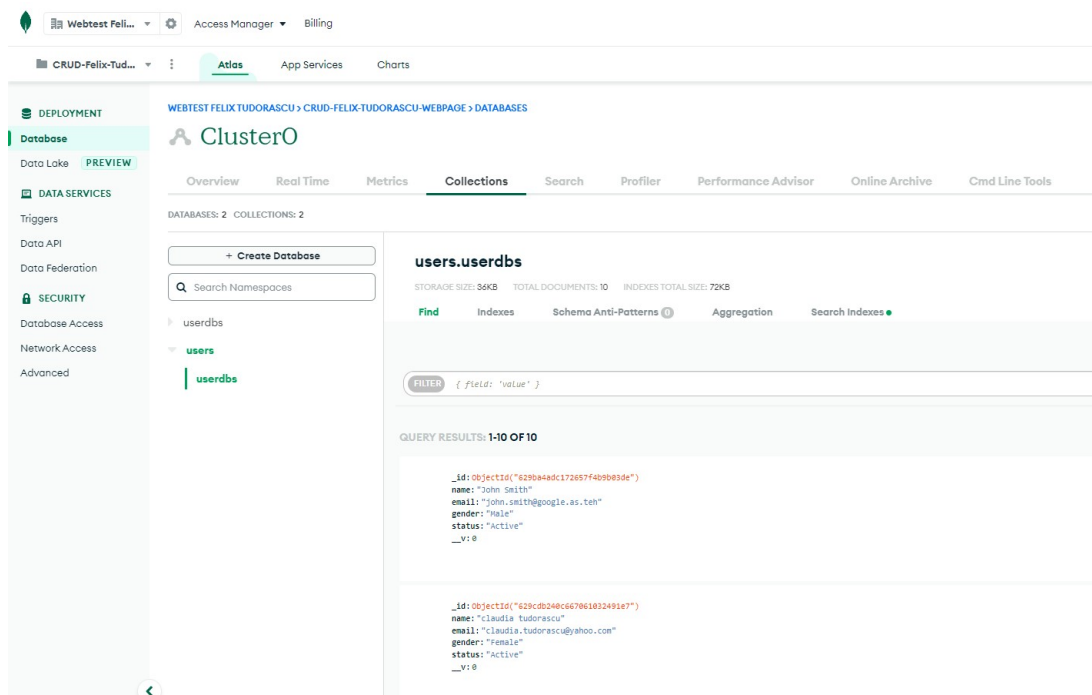 Webtest Feli... Access Manager Billing
CRUD-Felix-Tud... Atlas App Services Charts
DEPLOYMENT
Database
Data Lake PREVIEW
DATA SERVICES
Triggers
Data API
Data Federation
SECURITY
Database Access
Network Access
Advanced
WEBTEST FELIX TUDORASCU > CRUD-FELIX-TUDORASCU-WEBPAGE > DATABASES
Cluster0
Overview Real Time Metrics Collections Search Profiler Performance Advisor Online Archive Cmd Line Tools
DATABASES: 2 COLLECTIONS: 2
+ Create Database
Search Namespaces
userdbs
users
userdbs
users.userdbs
STORAGE SIZE: 36KB TOTAL DOCUMENTS: 10 INDEXES TOTAL SIZE: 72KB
Find Indexes Schema Anti-Patterns 0 Aggregation Search Indexes
FILTER { field: 'value' }
QUERY RESULTS: 1-10 OF 10
_id: ObjectId("629ba4adc172657f4b9b03de")
name: "John Smith"
email: "john.smith@google.as.teh"
gender: "Male"
status: "Active"
__v: 0
_id: ObjectId("629cdb240c667061032491e7")
name: "claudia tudorascu"
email: "claudia.tudorascu@yahoo.com"
gender: "Female"
status: "Active"
__v: 0